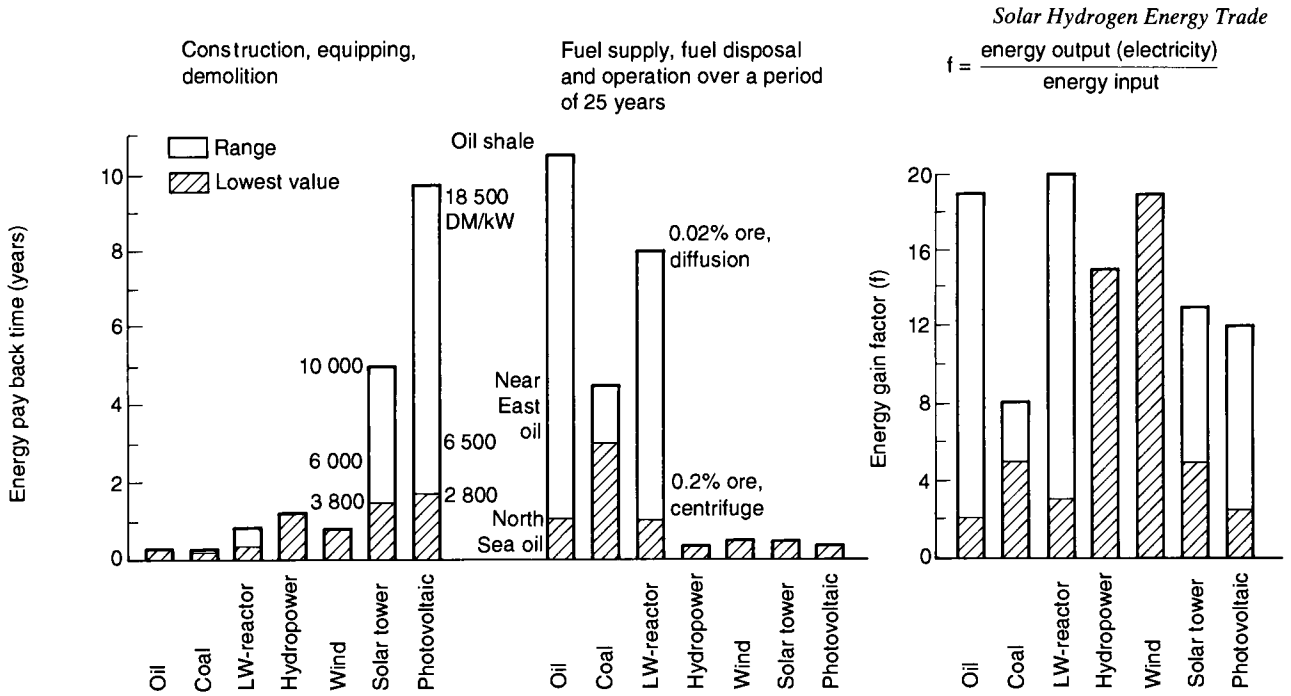 Solar Hydrogen Energy Trade
Construction, equipping,
demolition
Fuel supply, fuel disposal
and operation over a period
of 25 years
f = energy output (electricity)
energy input
Range
Lowest value
Energy pay back time (years)
10
8
6
4
2
0
18 500
DM/kW
10 000
6 000
3 800
6 500
2 800
Oil
Coal
LW-reactor
Hydropower
Wind
Solar tower
Photovoltaic
Oil shale
Near
East
oil
North
Sea oil
0.02% ore,
diffusion
0.2% ore,
centrifuge
Oil
Coal
LW-reactor
Hydropower
Wind
Solar tower
Photovoltaic
Energy gain factor (f)
20
16
12
8
4
0
Oil
Coal
LW-reactor
Hydropower
Wind
Solar tower
Photovoltaic